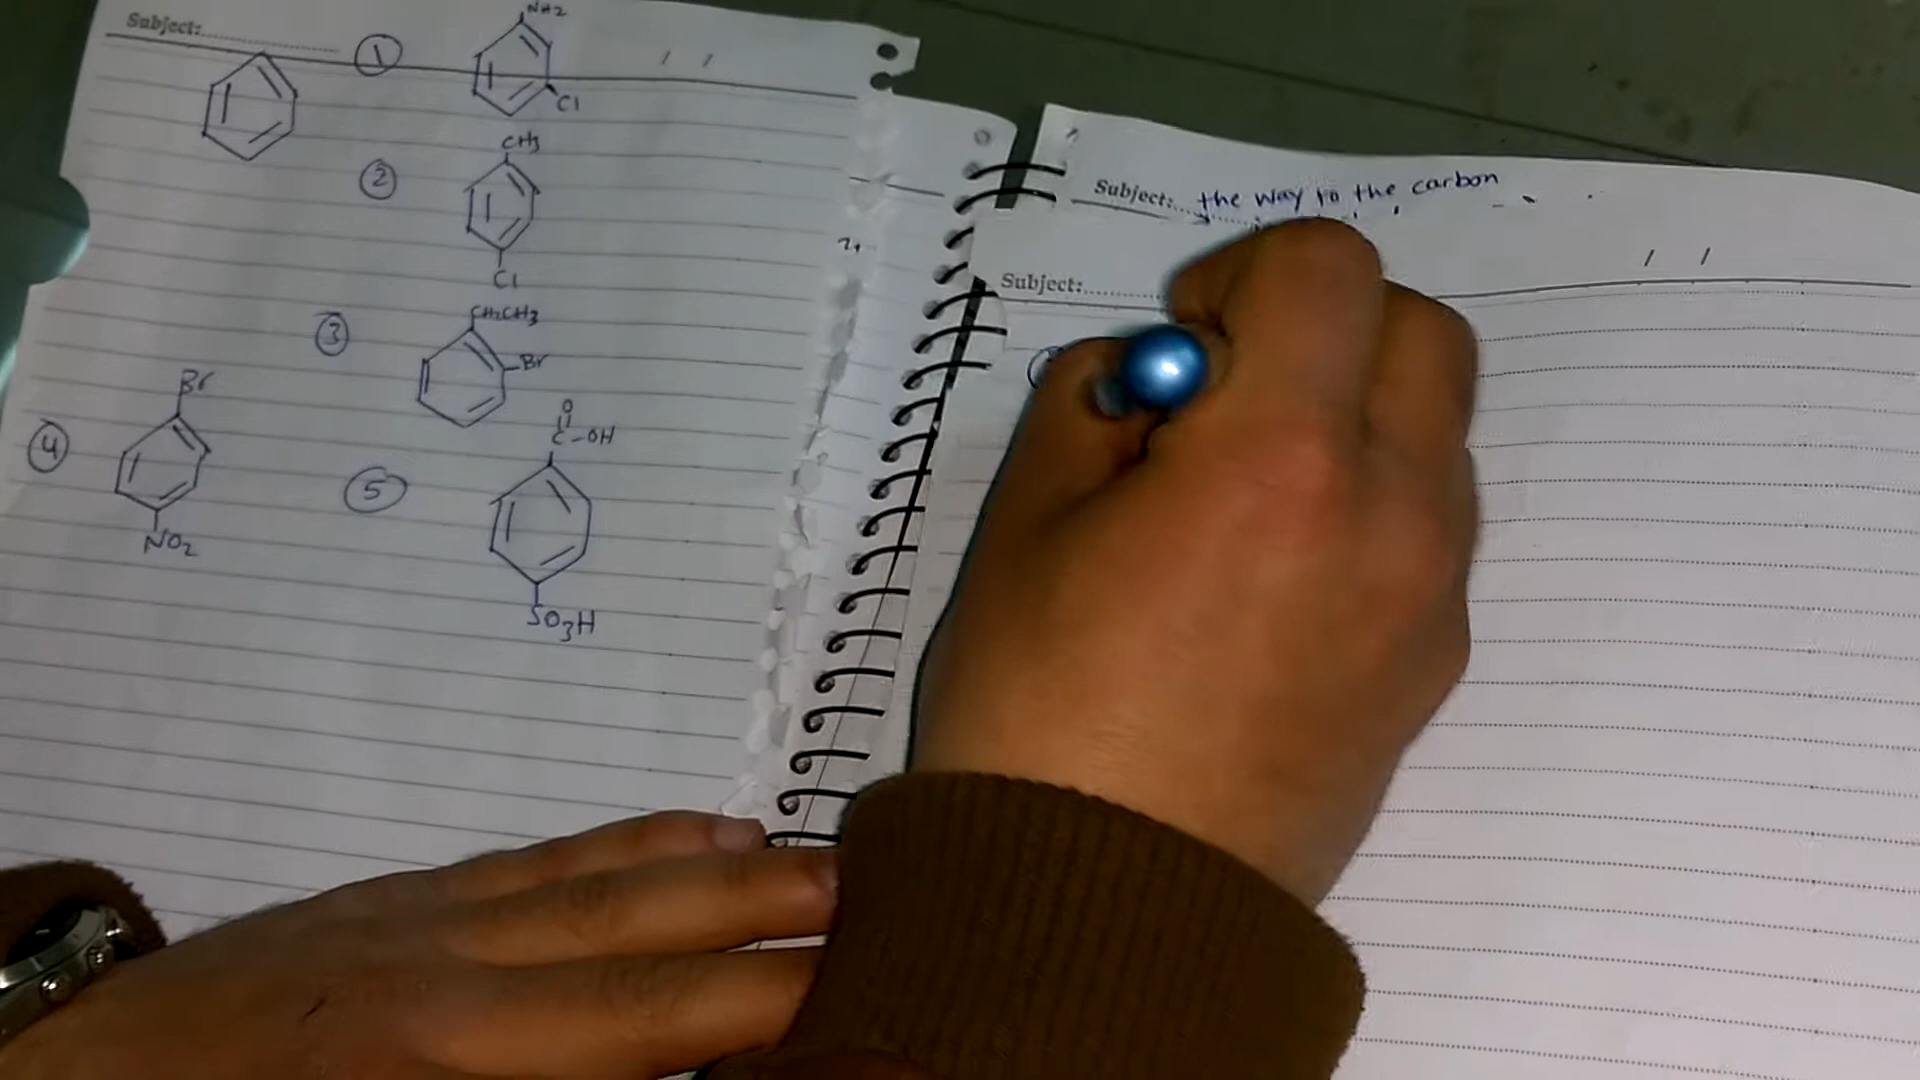 Subject:
1
NH2
/ /
Cl
CH3
2
Cl
3
CH2CH3
Br
4
Br
NO2
5
O
C-OH
SO3H
Subject: the way to the carbon
Subject:
/ /